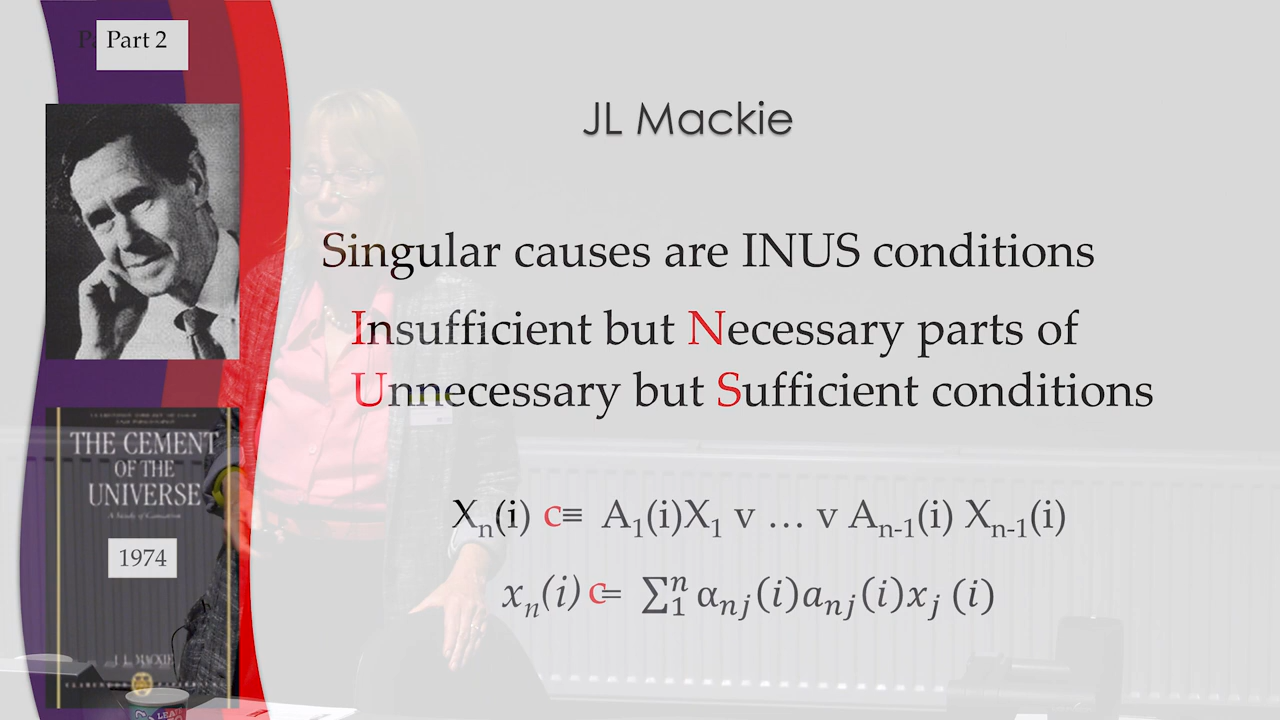 Part 2
JL Mackie
Singular causes are INUS conditions
Insufficient but Necessary parts of
Unnecessary but Sufficient conditions
Xₙ(i) c≡ A₁(i)X₁ v … v Aₙ₋₁(i) Xₙ₋₁(i)
xₙ(i) c= ∑₁ⁿ αₙⱼ(i)aₙⱼ(i)xⱼ (i)
THE CEMENT
OF THE
UNIVERSE
1974
J. L. MACKIE